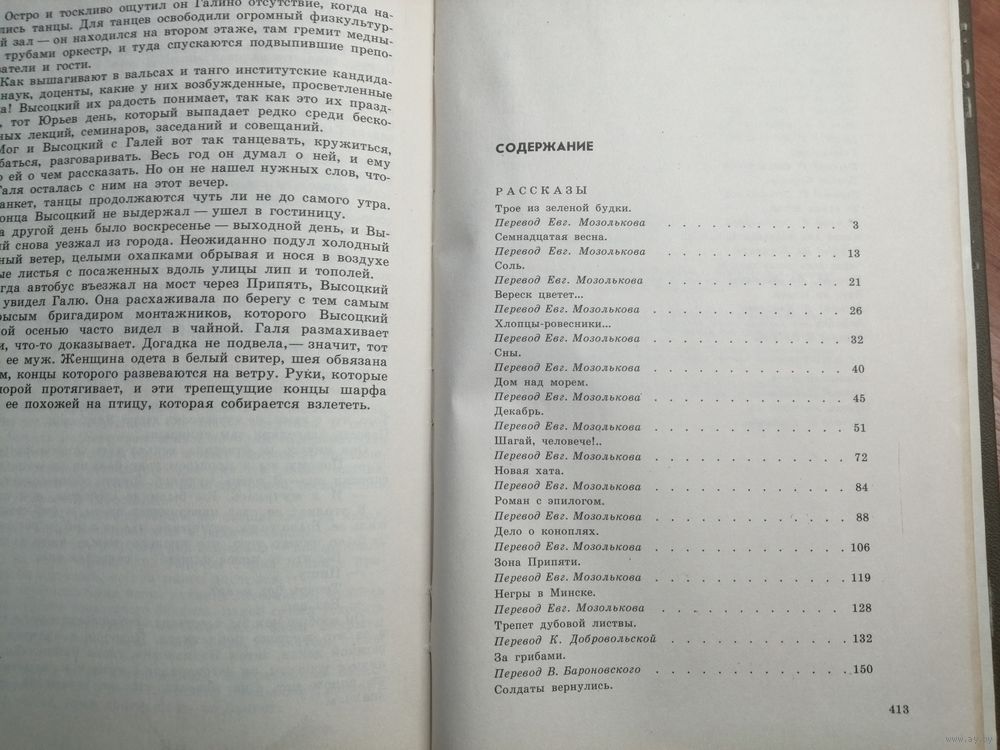 Остро и тоскливо ощутил он Галино отсутствие, когда на-
лись танцы. Для танцев освободили огромный физкультур-
й зал — он находился на втором этаже, там гремит медны-
трубами оркестр, и туда спускаются подвыпившие препо-
ватели и гости.
Как вышагивают в вальсах и танго институтские кандида-
наук, доценты, какие у них возбужденные, просветленные
а! Высоцкий их радость понимает, так как это их празд-
, тот Юрьев день, который выпадает редко среди беско-
ных лекций, семинаров, заседаний и совещаний.
Мог и Высоцкий с Галей вот так танцевать, кружиться,
баться, разговаривать. Весь год он думал о ней, и ему
о ей о чем рассказать. Но он не нашел нужных слов, что-
Галя осталась с ним на этот вечер.
анкет, танцы продолжаются чуть ли не до самого утра.
онца Высоцкий не выдержал — ушел в гостиницу.
а другой день было воскресенье — выходной день, и Вы-
ий снова уезжал из города. Неожиданно подул холодный
ный ветер, целыми охапками обрывая и нося в воздухе
ые листья с посаженных вдоль улицы лип и тополей.
гда автобус въезжал на мост через Припять, Высоцкий
увидел Галю. Она расхаживала по берегу с тем самым
рысым бригадиром монтажников, которого Высоцкий
ой осенью часто видел в чайной. Галя размахивает
и, что-то доказывает. Догадка не подвела,— значит, тот
ее муж. Женщина одета в белый свитер, шея обвязана
м, концы которого развеваются на ветру. Руки, которые
порой протягивает, и эти трепещущие концы шарфа
ее похожей на птицу, которая собирается взлететь.
СОДЕРЖАНИЕ
РАССКАЗЫ
Трое из зеленой будки.
Перевод Евг. Мозолькова . . . . . . . . . . . . 3
Семнадцатая весна.
Перевод Евг. Мозолькова . . . . . . . . . . . . 13
Соль.
Перевод Евг. Мозолькова . . . . . . . . . . . . 21
Вереск цветет...
Перевод Евг. Мозолькова . . . . . . . . . . . . 26
Хлопцы-ровесники...
Перевод Евг. Мозолькова . . . . . . . . . . . . 32
Сны.
Перевод Евг. Мозолькова . . . . . . . . . . . . 40
Дом над морем.
Перевод Евг. Мозолькова . . . . . . . . . . . . 45
Декабрь.
Перевод Евг. Мозолькова . . . . . . . . . . . . 51
Шагай, человече!..
Перевод Евг. Мозолькова . . . . . . . . . . . . 72
Новая хата.
Перевод Евг. Мозолькова . . . . . . . . . . . . 84
Роман с эпилогом.
Перевод Евг. Мозолькова . . . . . . . . . . . . 88
Дело о коноплях.
Перевод Евг. Мозолькова . . . . . . . . . . . . 106
Зона Припяти.
Перевод Евг. Мозолькова . . . . . . . . . . . . 119
Негры в Минске.
Перевод Евг. Мозолькова . . . . . . . . . . . . 128
Трепет дубовой листвы.
Перевод К. Добровольской . . . . . . . . . . . . 132
За грибами.
Перевод В. Бароновского . . . . . . . . . . . . 150
Солдаты вернулись.
413
www.ay.by